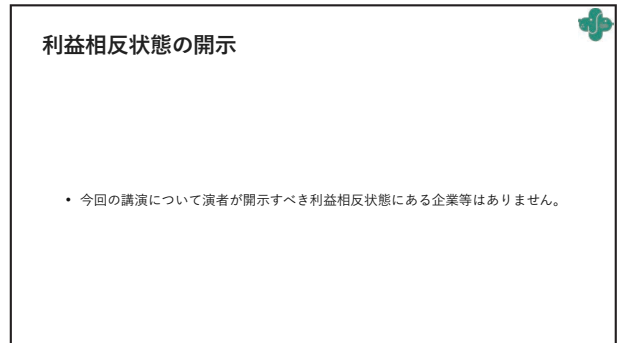 利益相反状態の開示
• 今回の講演について演者が開示すべき利益相反状態にある企業等はありません。